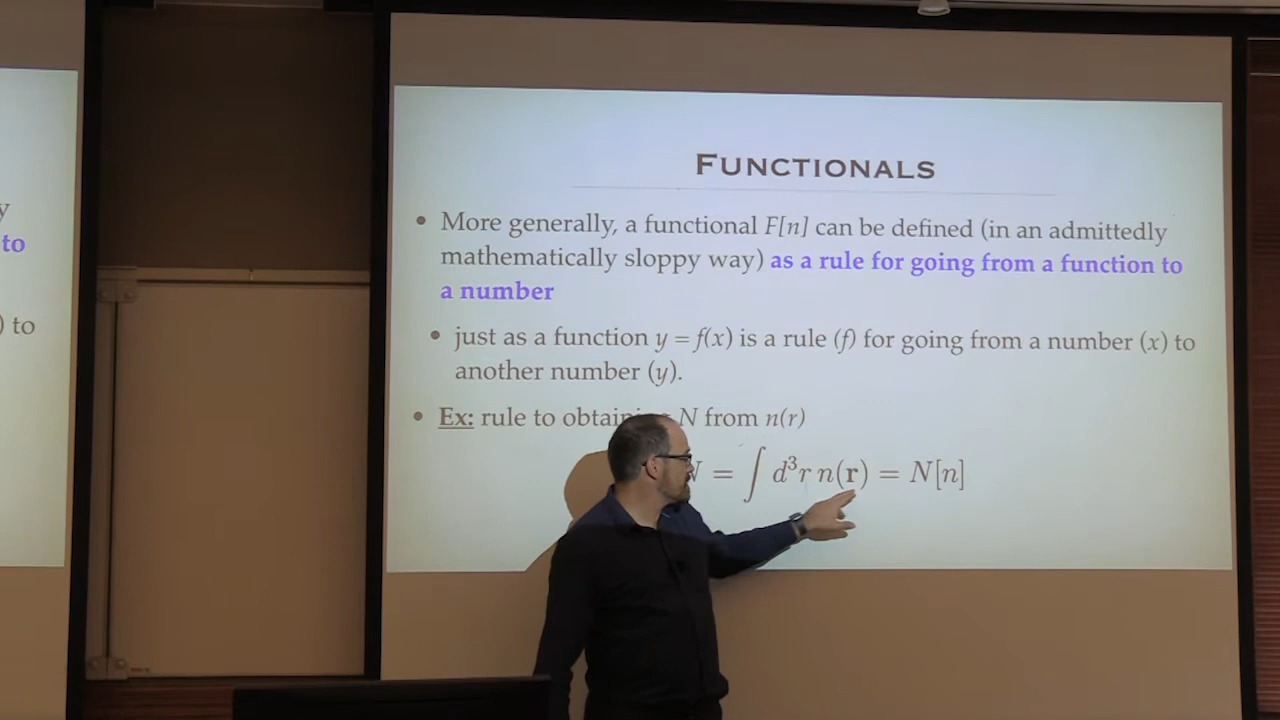 FUNCTIONALS
• More generally, a functional F[n] can be defined (in an admittedly
mathematically sloppy way) as a rule for going from a function to
a number
• just as a function y = f(x) is a rule (f) for going from a number (x) to
another number (y).
• Ex: rule to obtain N from n(r)
= ∫ d³r n(r) = N[n]
to
) to